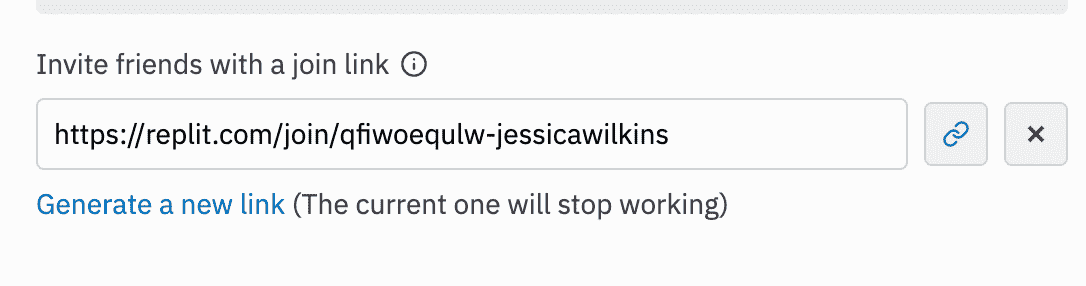 Invite friends with a join link
https://replit.com/join/qfiwoequlw-jessicawilkins
Generate a new link (The current one will stop working)